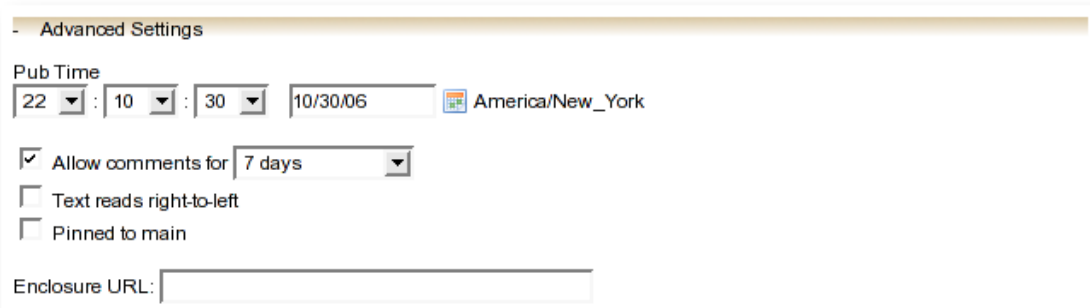 - Advanced Settings
Pub Time
22 : 10 : 30 10/30/06 America/New_York
Allow comments for 7 days
Text reads right-to-left
Pinned to main
Enclosure URL: